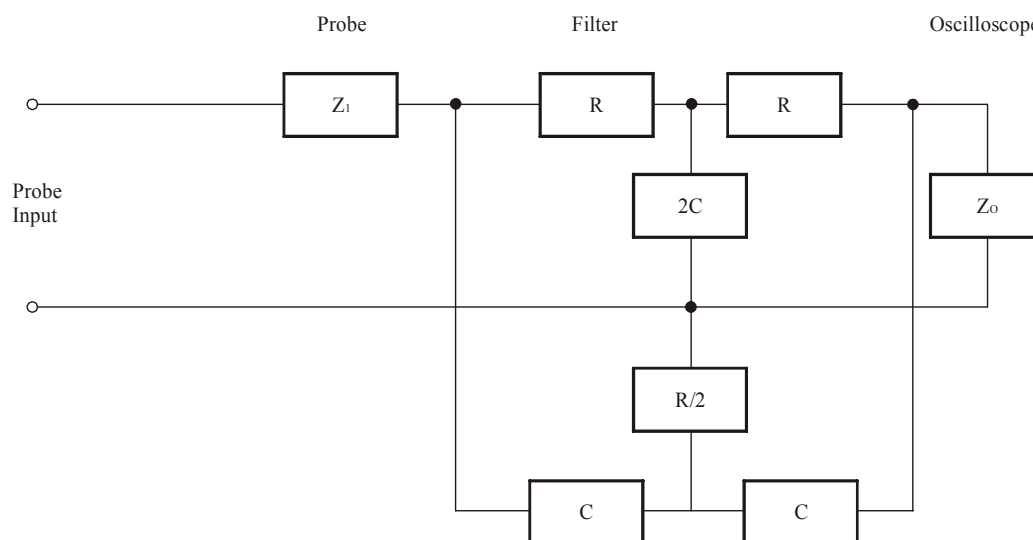 Probe
Filter
Oscilloscope
Z1
R
R
Probe
Input
2C
ZO
R/2
C
C